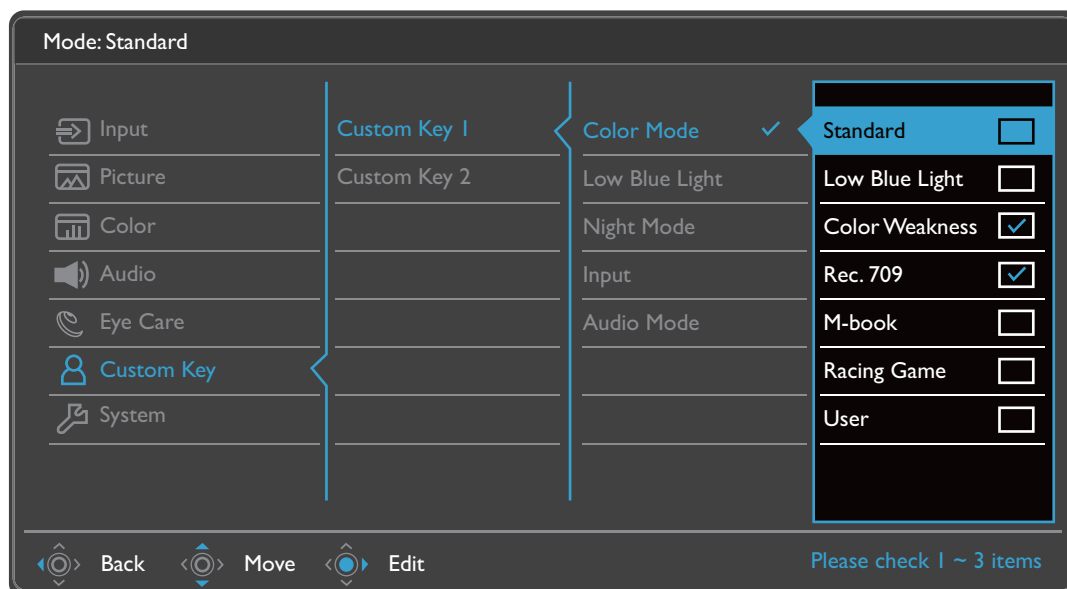 Mode: Standard
Input
Picture
Color
Audio
Eye Care
Custom Key
System
Custom Key 1
Custom Key 2
Color Mode
Low Blue Light
Night Mode
Input
Audio Mode
Standard
Low Blue Light
Color Weakness
Rec. 709
M-book
Racing Game
User
Back Move Edit Please check 1 ~ 3 items